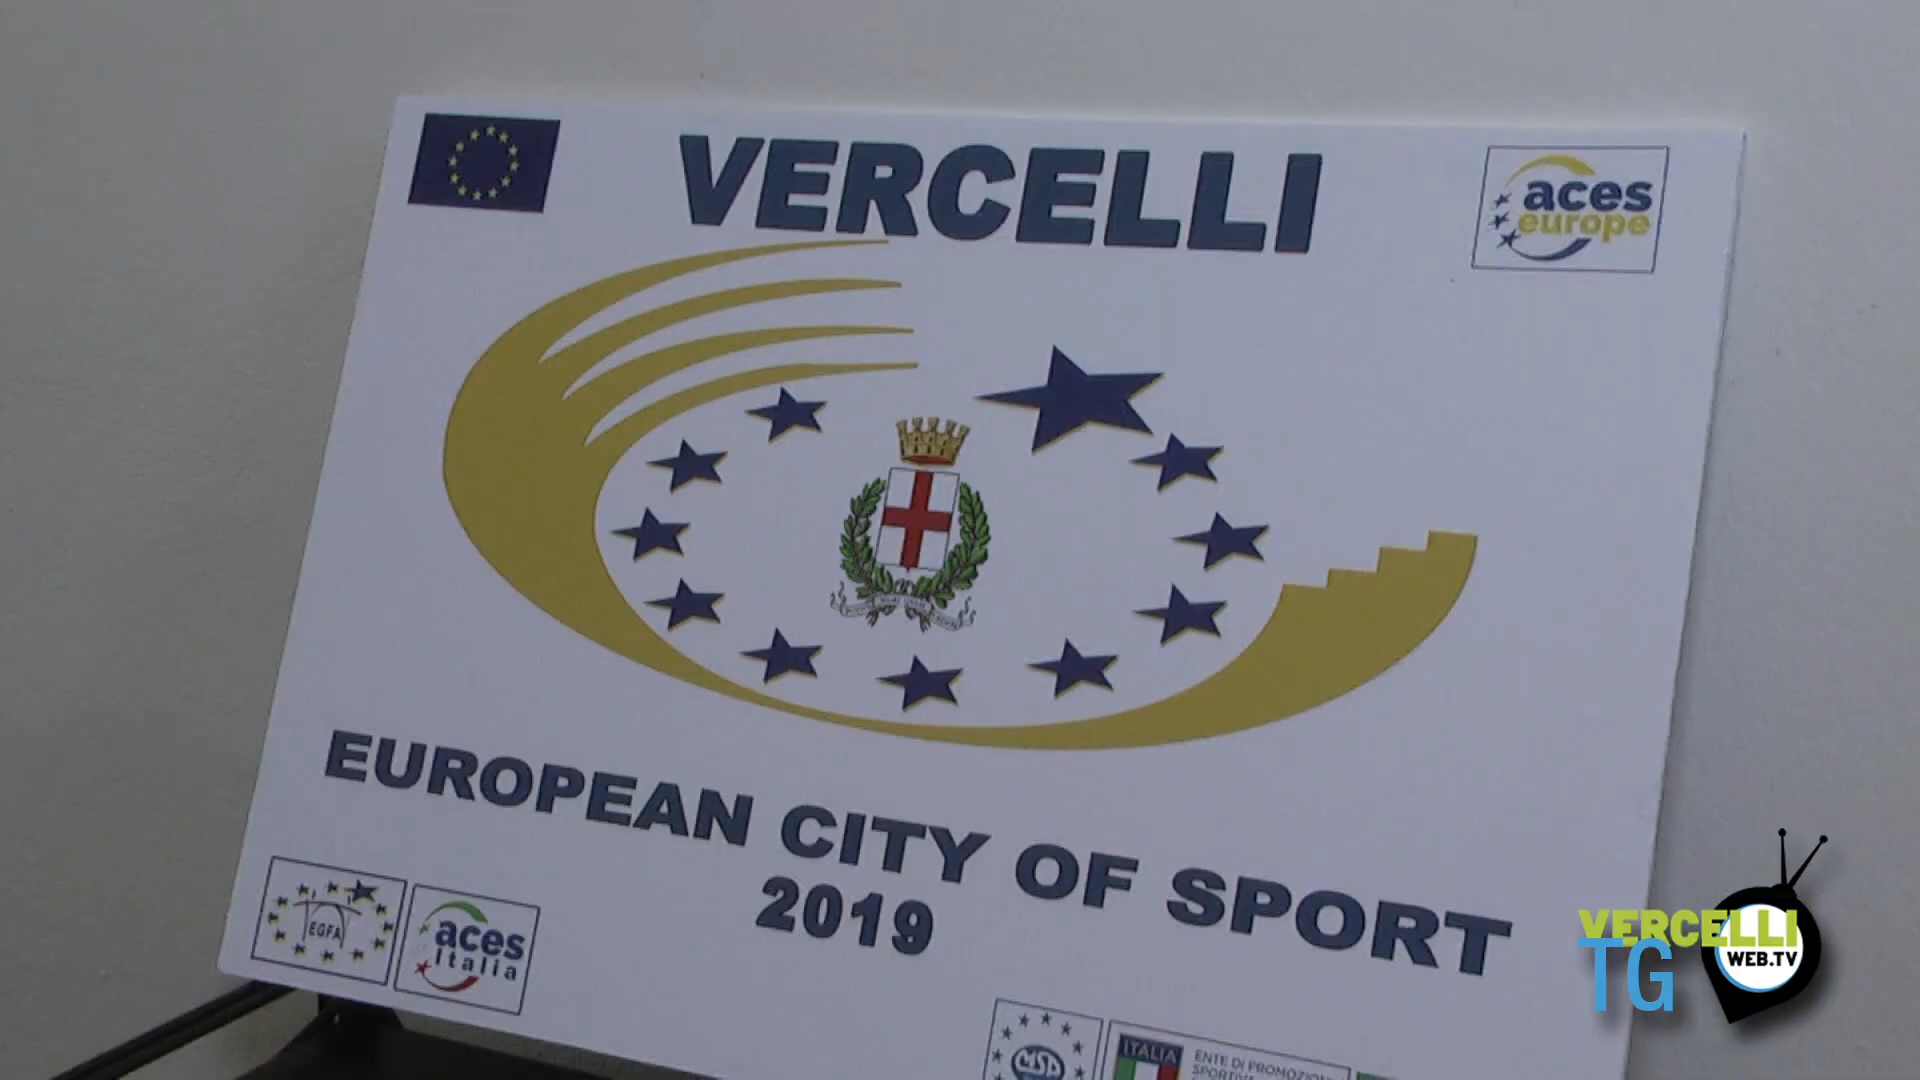 VERCELLI
aces
europe
EUROPEAN CITY OF SPORT
2019
EGFA
aces
Italia
MSP
ITALIA
ENTE DI PROMOZIONE
VERCELLI
WEB.TV
TG